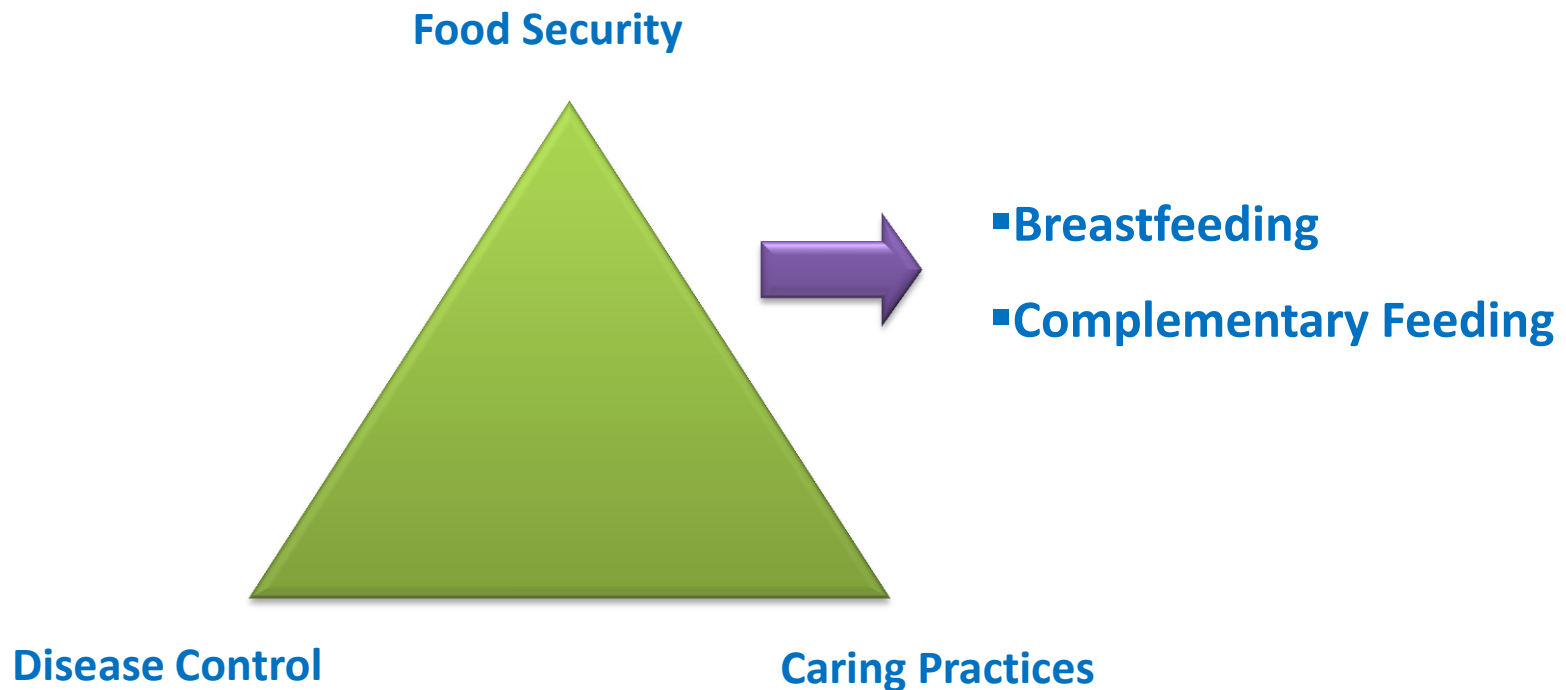 Food Security
▪Breastfeeding
▪Complementary Feeding
Disease Control
Caring Practices